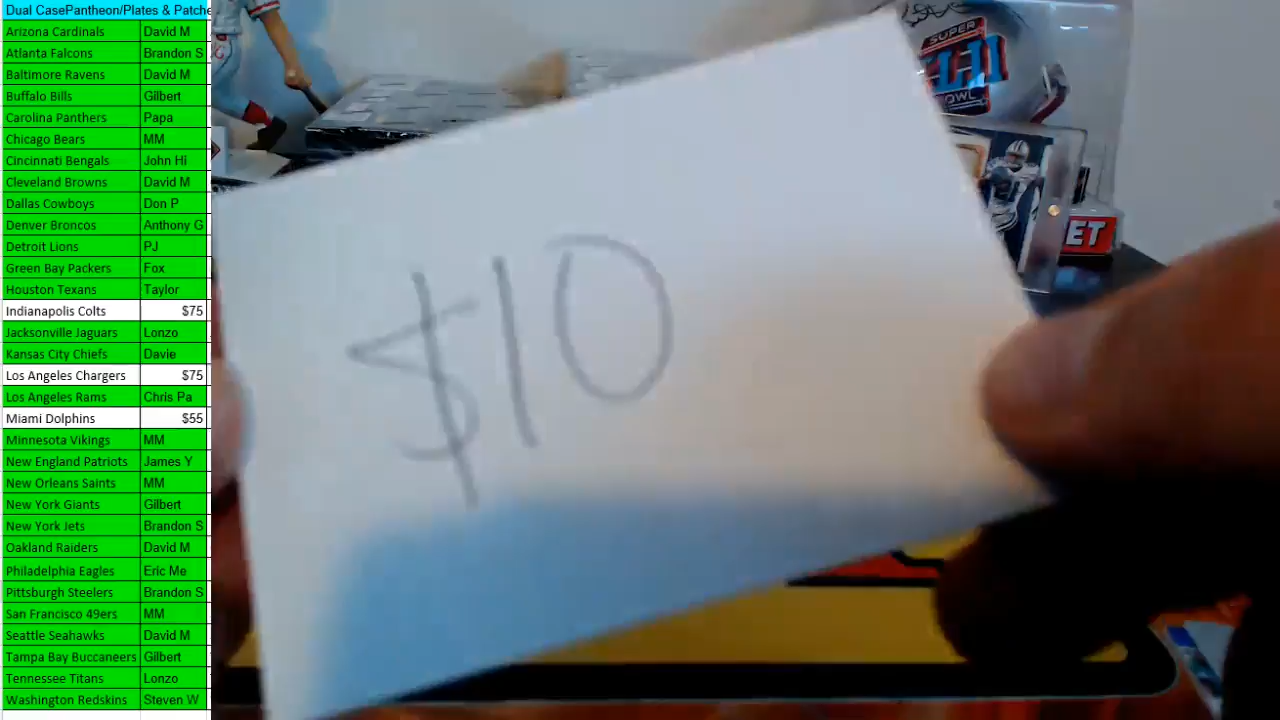 Dual CasePantheon/Plates & Patche
Arizona Cardinals David M
Atlanta Falcons Brandon S
Baltimore Ravens David M
Buffalo Bills Gilbert
Carolina Panthers Papa
Chicago Bears MM
Cincinnati Bengals John Hi
Cleveland Browns David M
Dallas Cowboys Don P
Denver Broncos Anthony G
Detroit Lions PJ
Green Bay Packers Fox
Houston Texans Taylor
Indianapolis Colts $75
Jacksonville Jaguars Lonzo
Kansas City Chiefs Davie
Los Angeles Chargers $75
Los Angeles Rams Chris Pa
Miami Dolphins $55
Minnesota Vikings MM
New England Patriots James Y
New Orleans Saints MM
New York Giants Gilbert
New York Jets Brandon S
Oakland Raiders David M
Philadelphia Eagles Eric Me
Pittsburgh Steelers Brandon S
San Francisco 49ers MM
Seattle Seahawks David M
Tampa Bay Buccaneers Gilbert
Tennessee Titans Lonzo
Washington Redskins Steven W
$10
SUPER
LII
OWL
ET